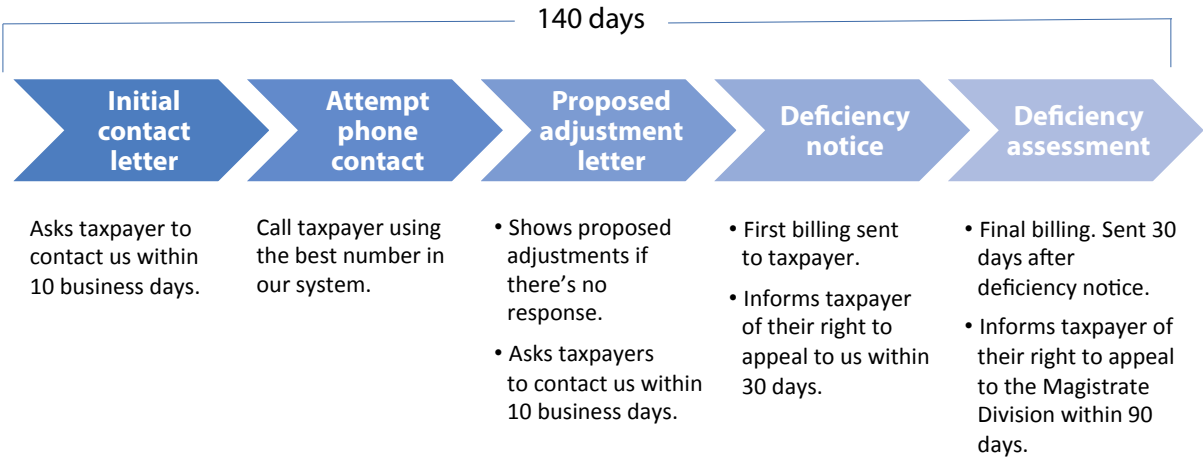 140 days
Initial
contact
letter
Attempt
phone
contact
Proposed
adjustment
letter
Deficiency
notice
Deficiency
assessment
Asks taxpayer to
contact us within
10 business days.
Call taxpayer using
the best number in
our system.
• Shows proposed
adjustments if
there’s no
response.
• Asks taxpayers
to contact us within
10 business days.
• First billing sent
to taxpayer.
• Informs taxpayer
of their right to
appeal to us within
30 days.
• Final billing. Sent 30
days after
deficiency notice.
• Informs taxpayer of
their right to appeal
to the Magistrate
Division within 90
days.